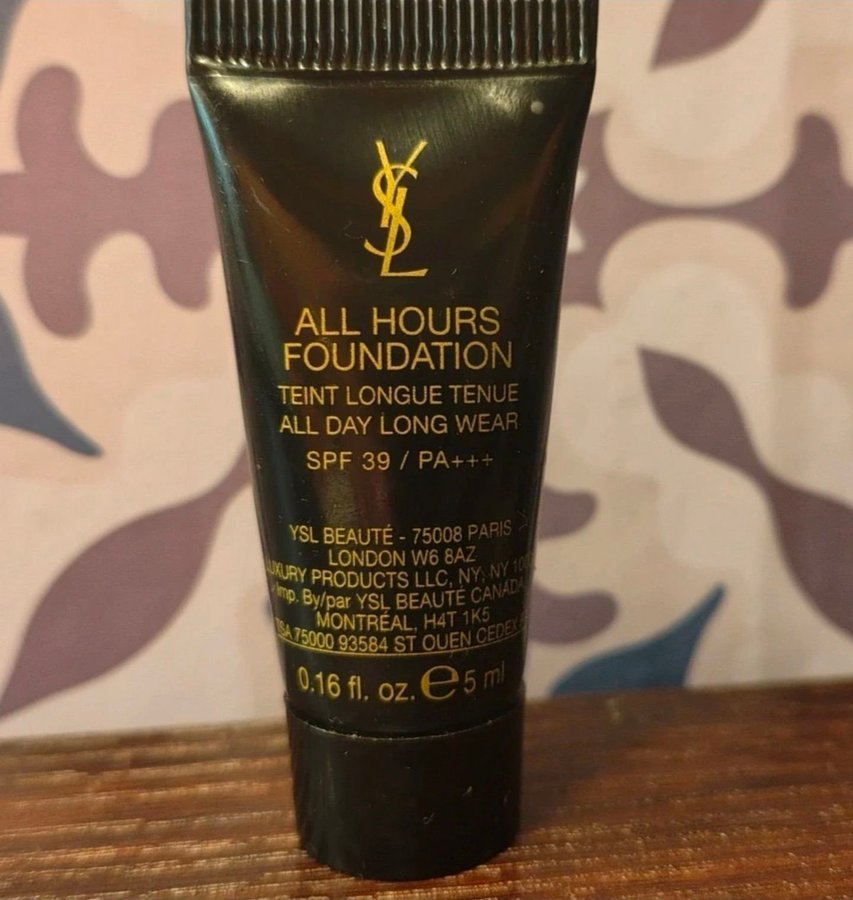 YSL
ALL HOURS
FOUNDATION
TEINT LONGUE TENUE
ALL DAY LONG WEAR
SPF 39 / PA+++
YSL BEAUTÉ - 75008 PARIS
LONDON W6 8AZ
PRODUCTS LLC, NY, NY
Imp. By/par YSL BEAUTÉ CANADA
MONTRÉAL, H4T 1K5
75000 93584 ST OUEN CEDEX
0.16 fl. oz. e 5 ml